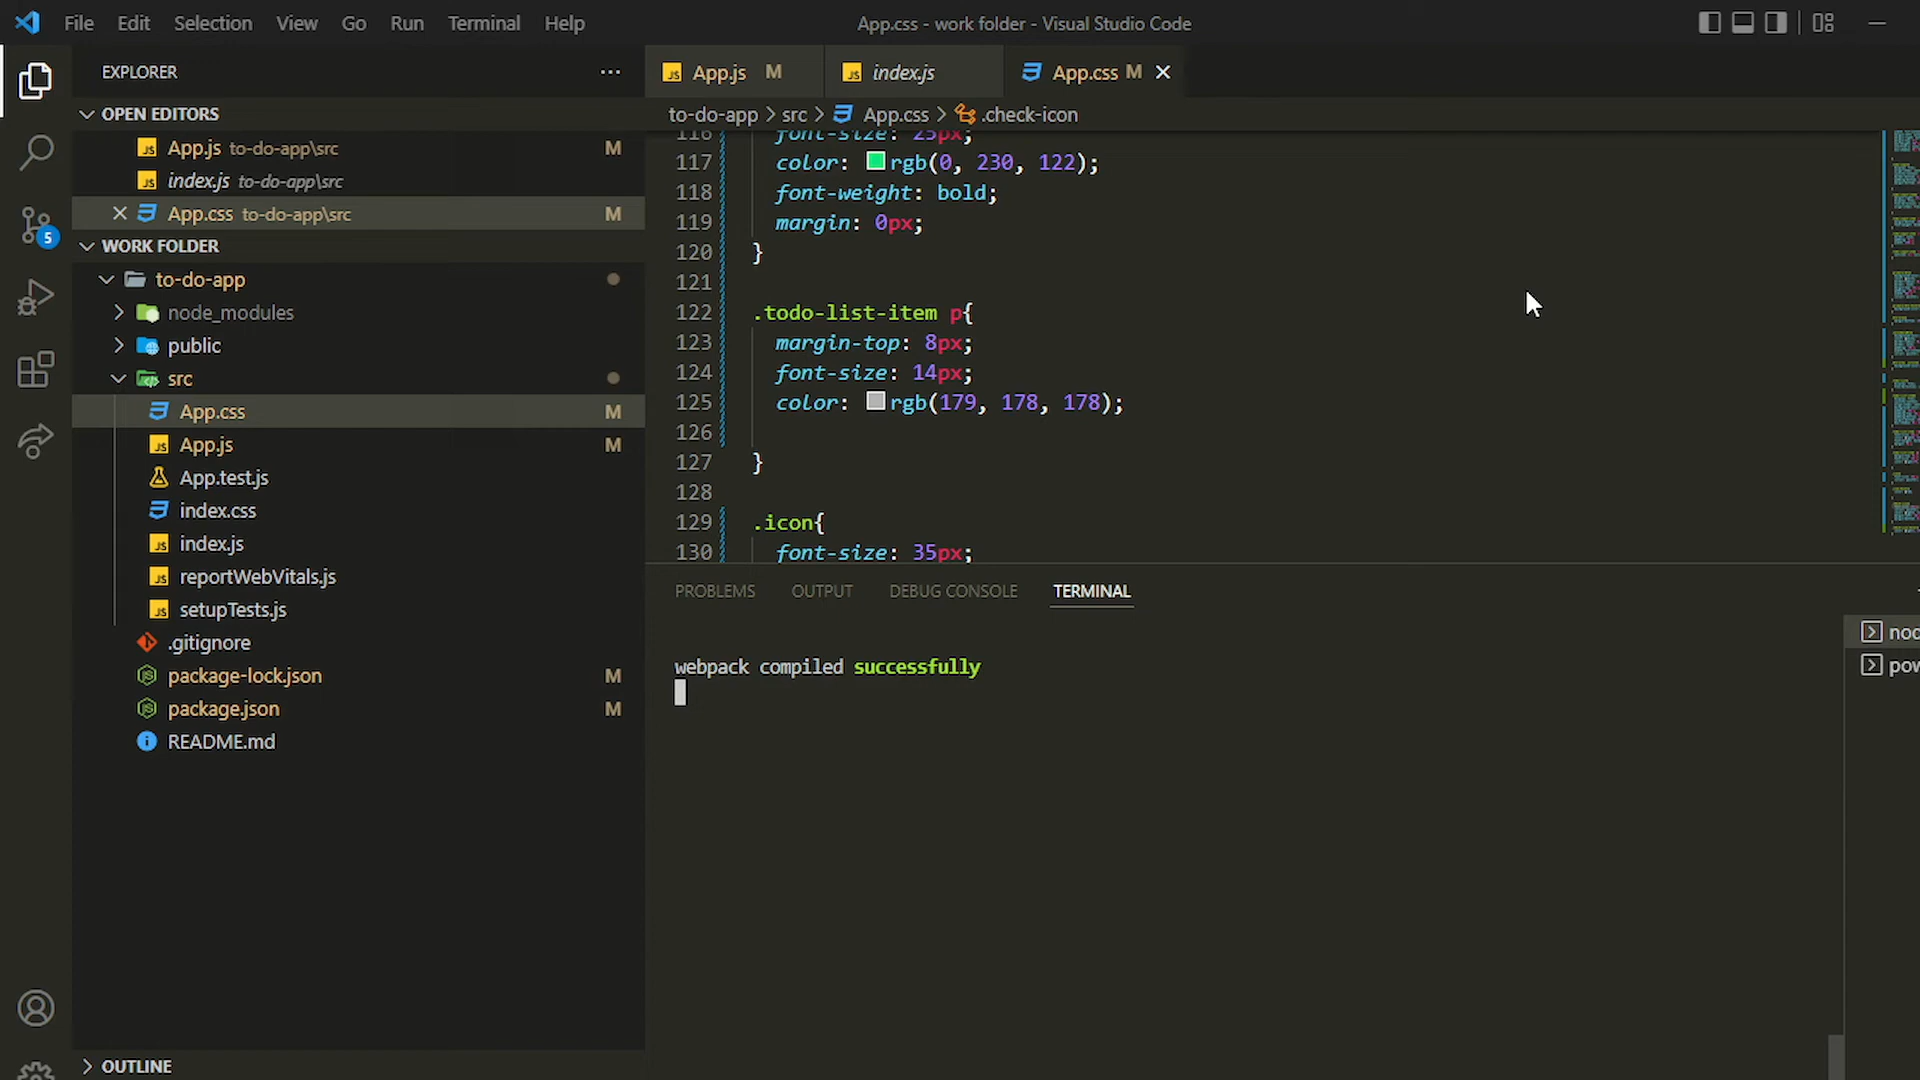 File Edit Selection View Go Run Terminal Help
App.css - work folder - Visual Studio Code
EXPLORER
OPEN EDITORS
App.js to-do-app\src M
index.js to-do-app\src
App.css to-do-app\src M
5
WORK FOLDER
to-do-app
node_modules
public
src
App.css M
App.js M
App.test.js
index.css
index.js
reportWebVitals.js
setupTests.js
.gitignore
package-lock.json M
package.json M
README.md
OUTLINE
App.js M
index.js
App.css M
to-do-app > src > App.css > .check-icon
116 font-size: 25px;
117 color: rgb(0, 230, 122);
118 font-weight: bold;
119 margin: 0px;
120 }
121
122 .todo-list-item p{
123 margin-top: 8px;
124 font-size: 14px;
125 color: rgb(179, 178, 178);
126
127 }
128
129 .icon{
130 font-size: 35px;
PROBLEMS OUTPUT DEBUG CONSOLE TERMINAL
webpack compiled successfully